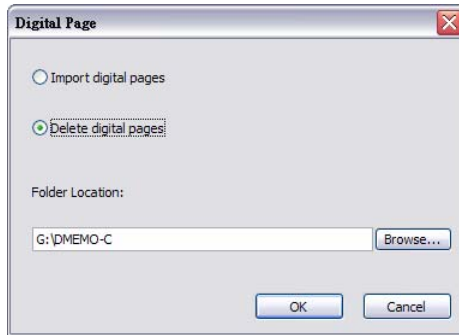 Digital Page
Import digital pages
Delete digital pages
Folder Location:
G:\DMEMO-C
Browse...
OK
Cancel